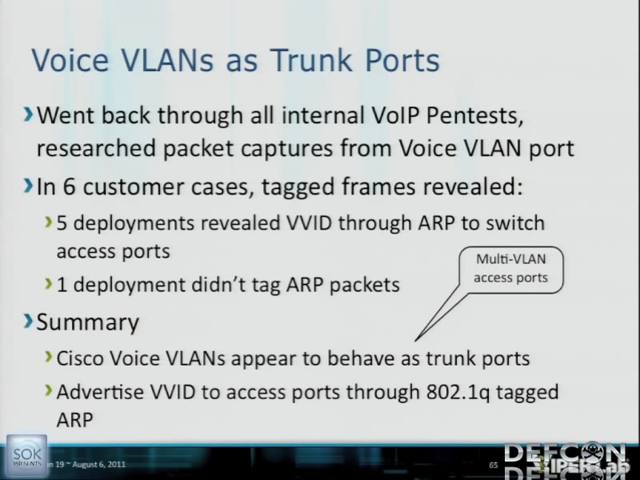 Voice VLANs as Trunk Ports
Went back through all internal VoIP Pentests,
researched packet captures from Voice VLAN port
In 6 customer cases, tagged frames revealed:
5 deployments revealed VVID through ARP to switch
access ports
1 deployment didn't tag ARP packets
Multi-VLAN
access ports
Summary
Cisco Voice VLANs appear to behave as trunk ports
Advertise VVID to access ports through 802.1q tagged
ARP
SOK
19 ~ August 6, 2011
65
DEFCON